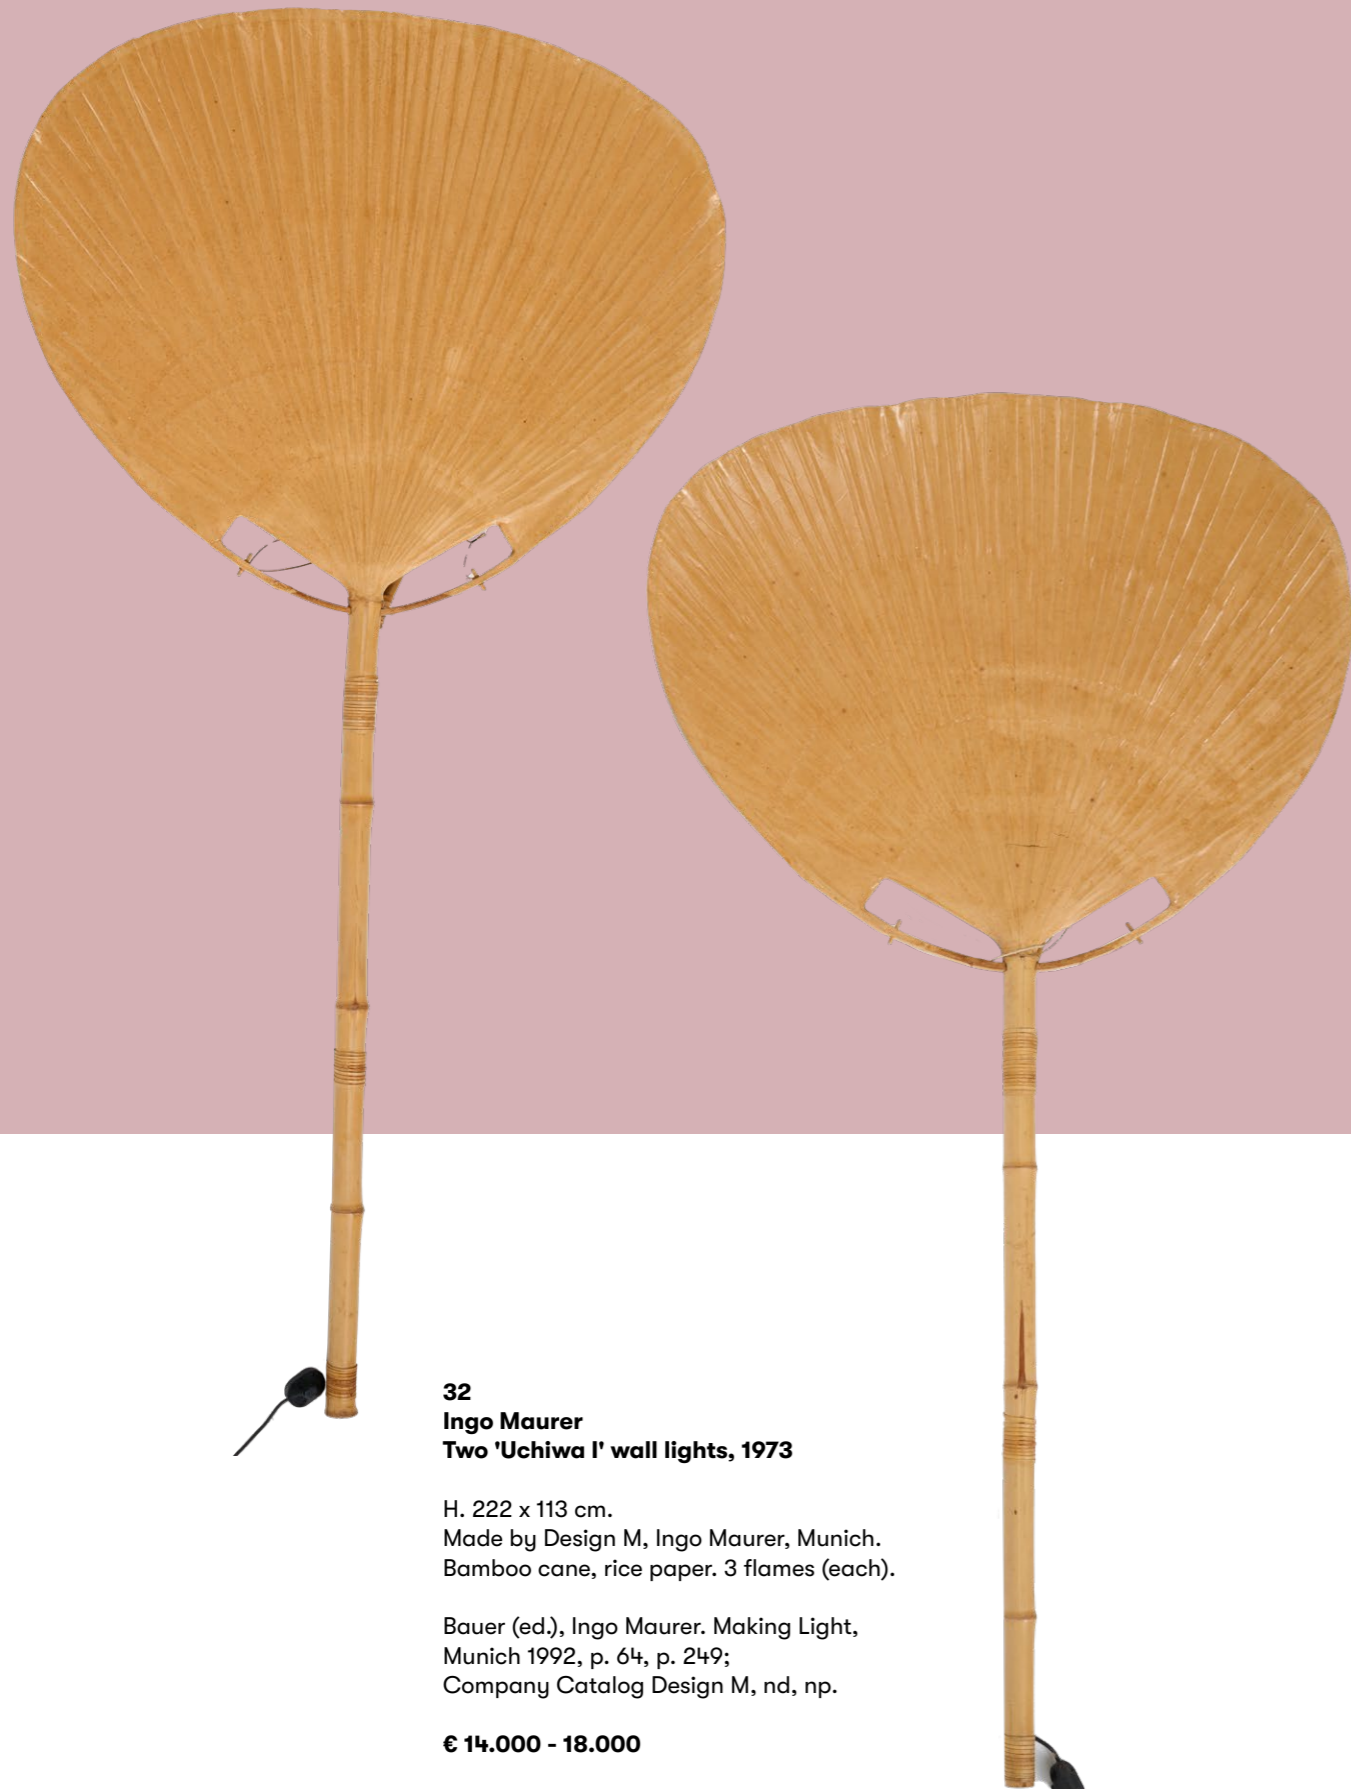 32
Ingo Maurer
Two 'Uchiwa I' wall lights, 1973
H. 222 x 113 cm.
Made by Design M, Ingo Maurer, Munich.
Bamboo cane, rice paper. 3 flames (each).
Bauer (ed.), Ingo Maurer. Making Light,
Munich 1992, p. 64, p. 249;
Company Catalog Design M, nd, np.
€ 14.000 - 18.000